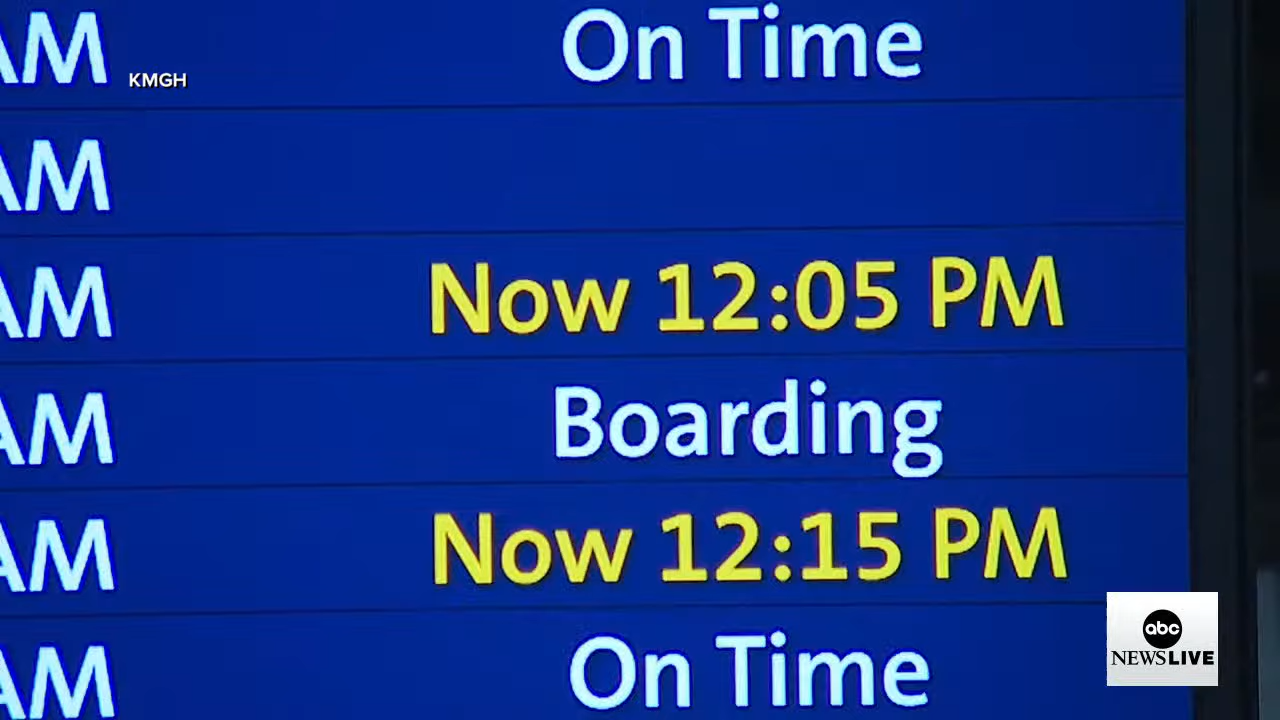 AM On Time
KMGH
AM
AM Now 12:05 PM
AM Boarding
AM Now 12:15 PM
AM On Time
abc
NEWSLIVE